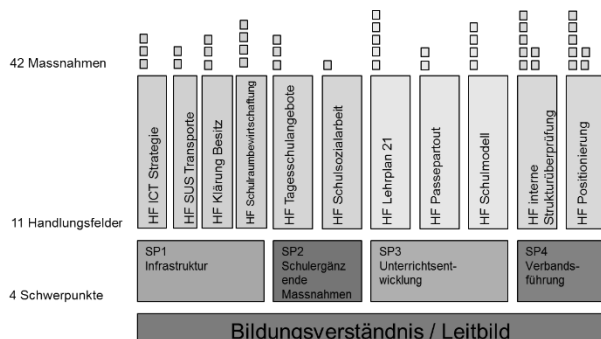 42 Massnahmen
HF ICT Strategie
HF SUS Transporte
HF Klärung Besitz
HF Schulraumbewirtschaftung
HF Tagesschulangebote
HF Schulsozialarbeit
HF Lehrplan 21
HF Passepartout
HF Schulmodell
HF interne
Strukturüberprüfung
HF Positionierung
11 Handlungsfelder
SP1
Infrastruktur
SP2
Schulergänz
ende
Massnahmen
SP3
Unterrichtsent-
wicklung
SP4
Verbands-
führung
4 Schwerpunkte
Bildungsverständnis / Leitbild